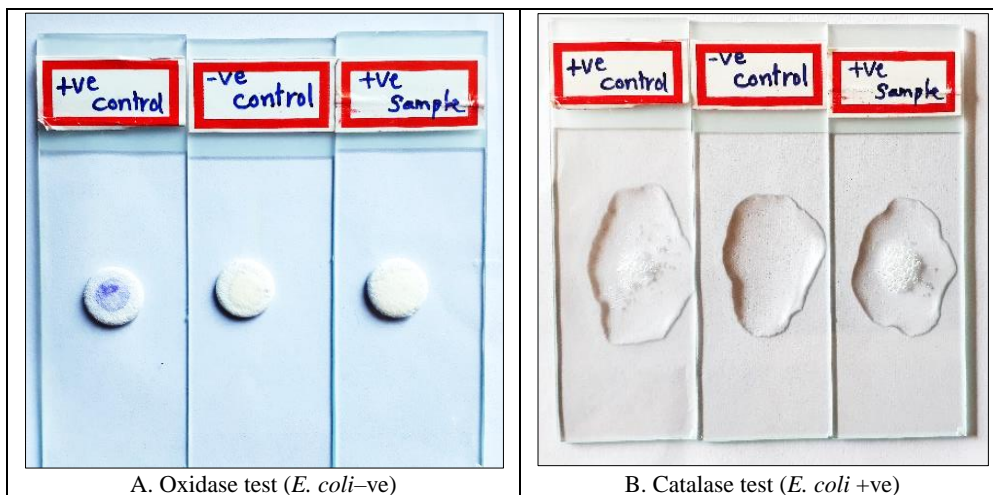 +ve
control
-ve
control
+ve
Sample
+ve
control
-ve
control
+ve
Sample
A. Oxidase test (E. coli–ve)
B. Catalase test (E. coli +ve)